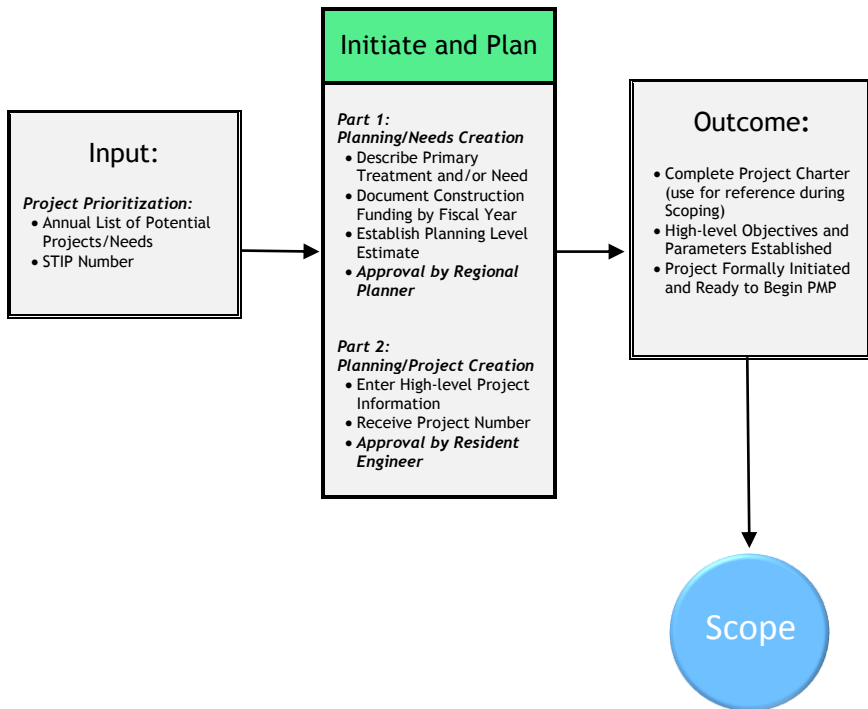 Input:
Project Prioritization:
• Annual List of Potential
Projects/Needs
• STIP Number
Initiate and Plan
Part 1:
Planning/Needs Creation
• Describe Primary
Treatment and/or Need
• Document Construction
Funding by Fiscal Year
• Establish Planning Level
Estimate
• Approval by Regional
Planner
Part 2:
Planning/Project Creation
• Enter High-level Project
Information
• Receive Project Number
• Approval by Resident
Engineer
Outcome:
• Complete Project Charter
(use for reference during
Scoping)
• High-level Objectives and
Parameters Established
• Project Formally Initiated
and Ready to Begin PMP
Scope